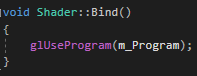 void Shader::Bind()
{
    glUseProgram(m_Program);
}